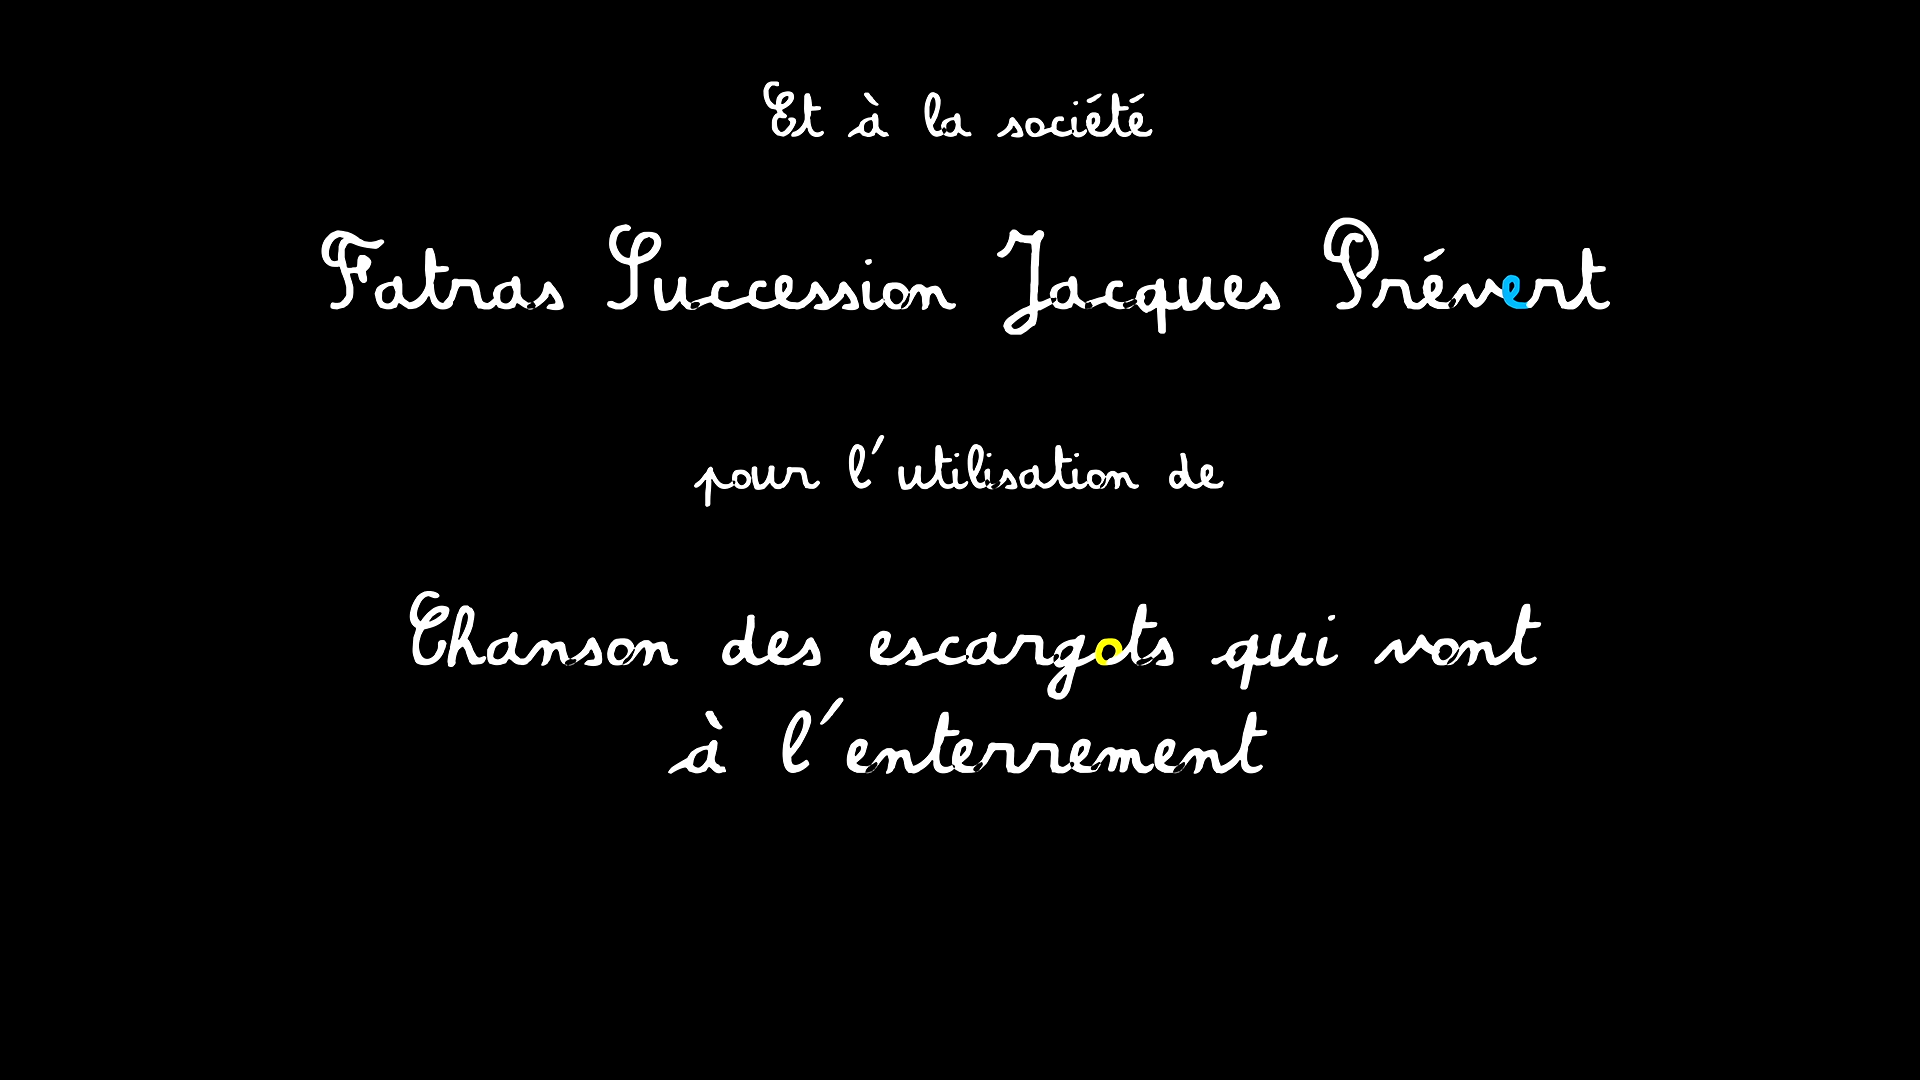 Et à la société
Fatras Succession Jacques Prévert
pour l'utilisation de
Chanson des escargots qui vont
à l'enterrement